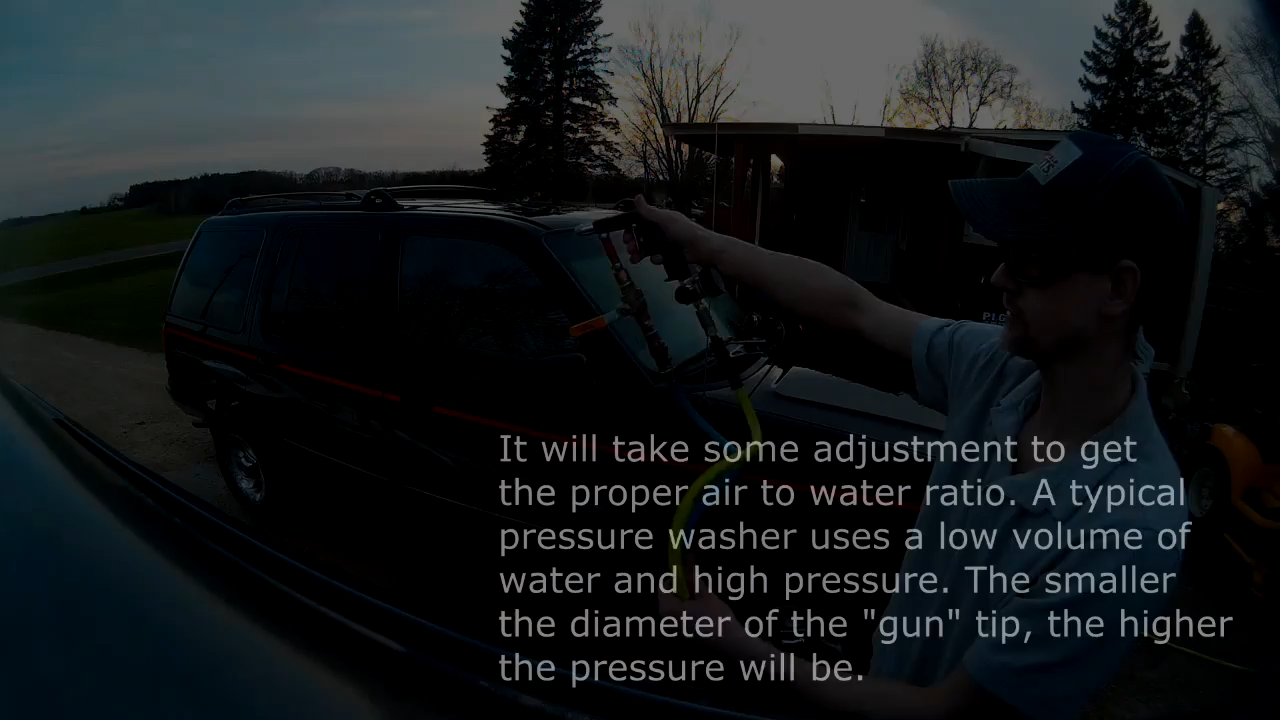 It will take some adjustment to get
the proper air to water ratio. A typical
pressure washer uses a low volume of
water and high pressure. The smaller
the diameter of the "gun" tip, the higher
the pressure will be.